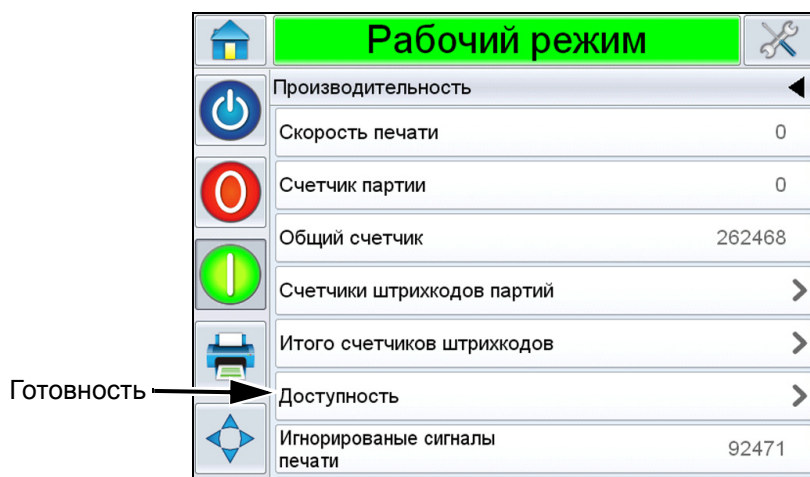 Рабочий режим
Производительность
Скорость печати 0
Счетчик партии 0
Общий счетчик 262468
Счетчики штрихкодов партий
Итого счетчиков штрихкодов
Готовность
Доступность
Игнорированые сигналы
печати 92471